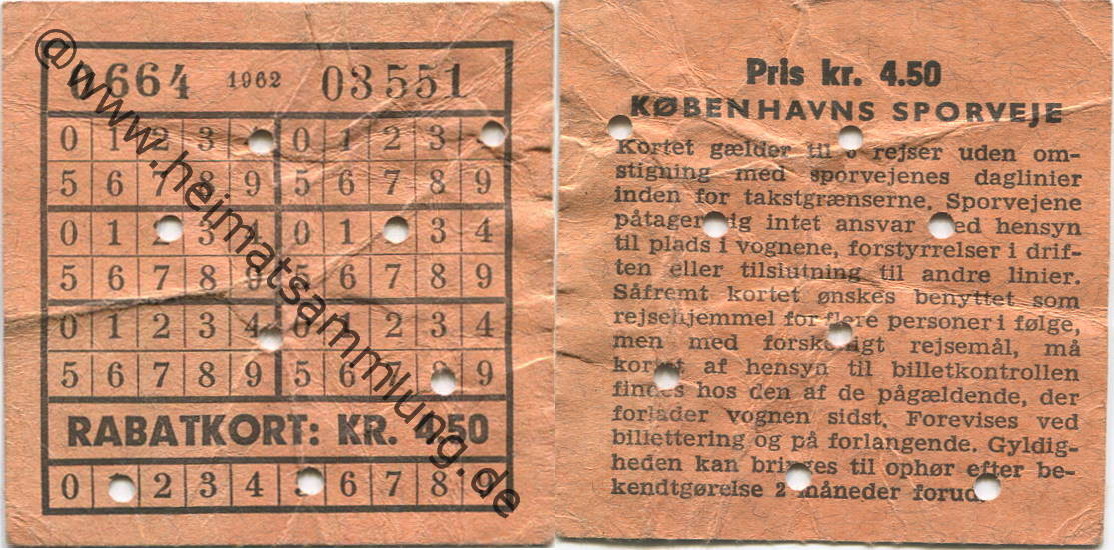 0664 1962 03551
0 1 2 3 0 1 2 3
5 6 7 8 9 5 6 7 8 9
0 1 3 4 0 1 3 4
5 6 7 8 9 5 6 7 8 9
0 1 2 3 4 0 1 2 3 4
5 6 7 8 9 5 6 7 9
RABATKORT: KR. 4.50
0 2 3 4 6 7 8
@www.heimatsammlung.de
Pris kr. 4.50
KØBENHAVNS SPORVEJE
Kortet gælder til 6 rejser uden om-
stigning med sporvejenes daglinier
inden for takstgrænserne. Sporvejene
påtager sig intet ansvar med hensyn
til plads i vognene, forstyrrelser i drif-
ten eller tilslutning til andre linier.
Såfremt kortet ønskes benyttet som
rejsehjemmel for flere personer i følge,
men med forskelligt rejsemål, må
kortet af hensyn til billetkontrollen
findes hos den af de pågældende, der
forlader vognen sidst. Forevises ved
billettering og på forlangende. Gyldig-
heden kan bringes til ophør efter be-
kendtgørelse 2 måneder forud.